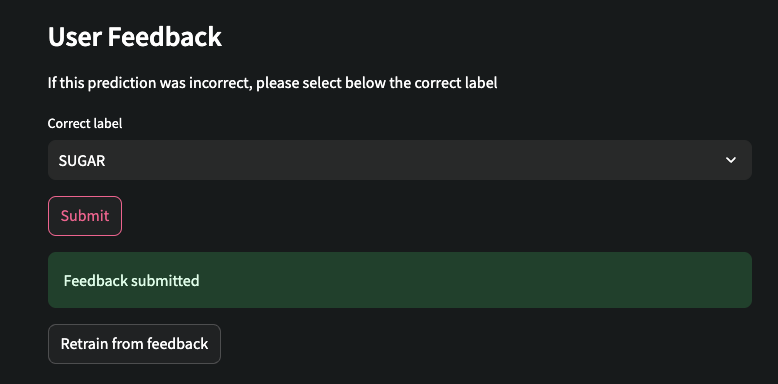 User Feedback
If this prediction was incorrect, please select below the correct label
Correct label
SUGAR
Submit
Feedback submitted
Retrain from feedback